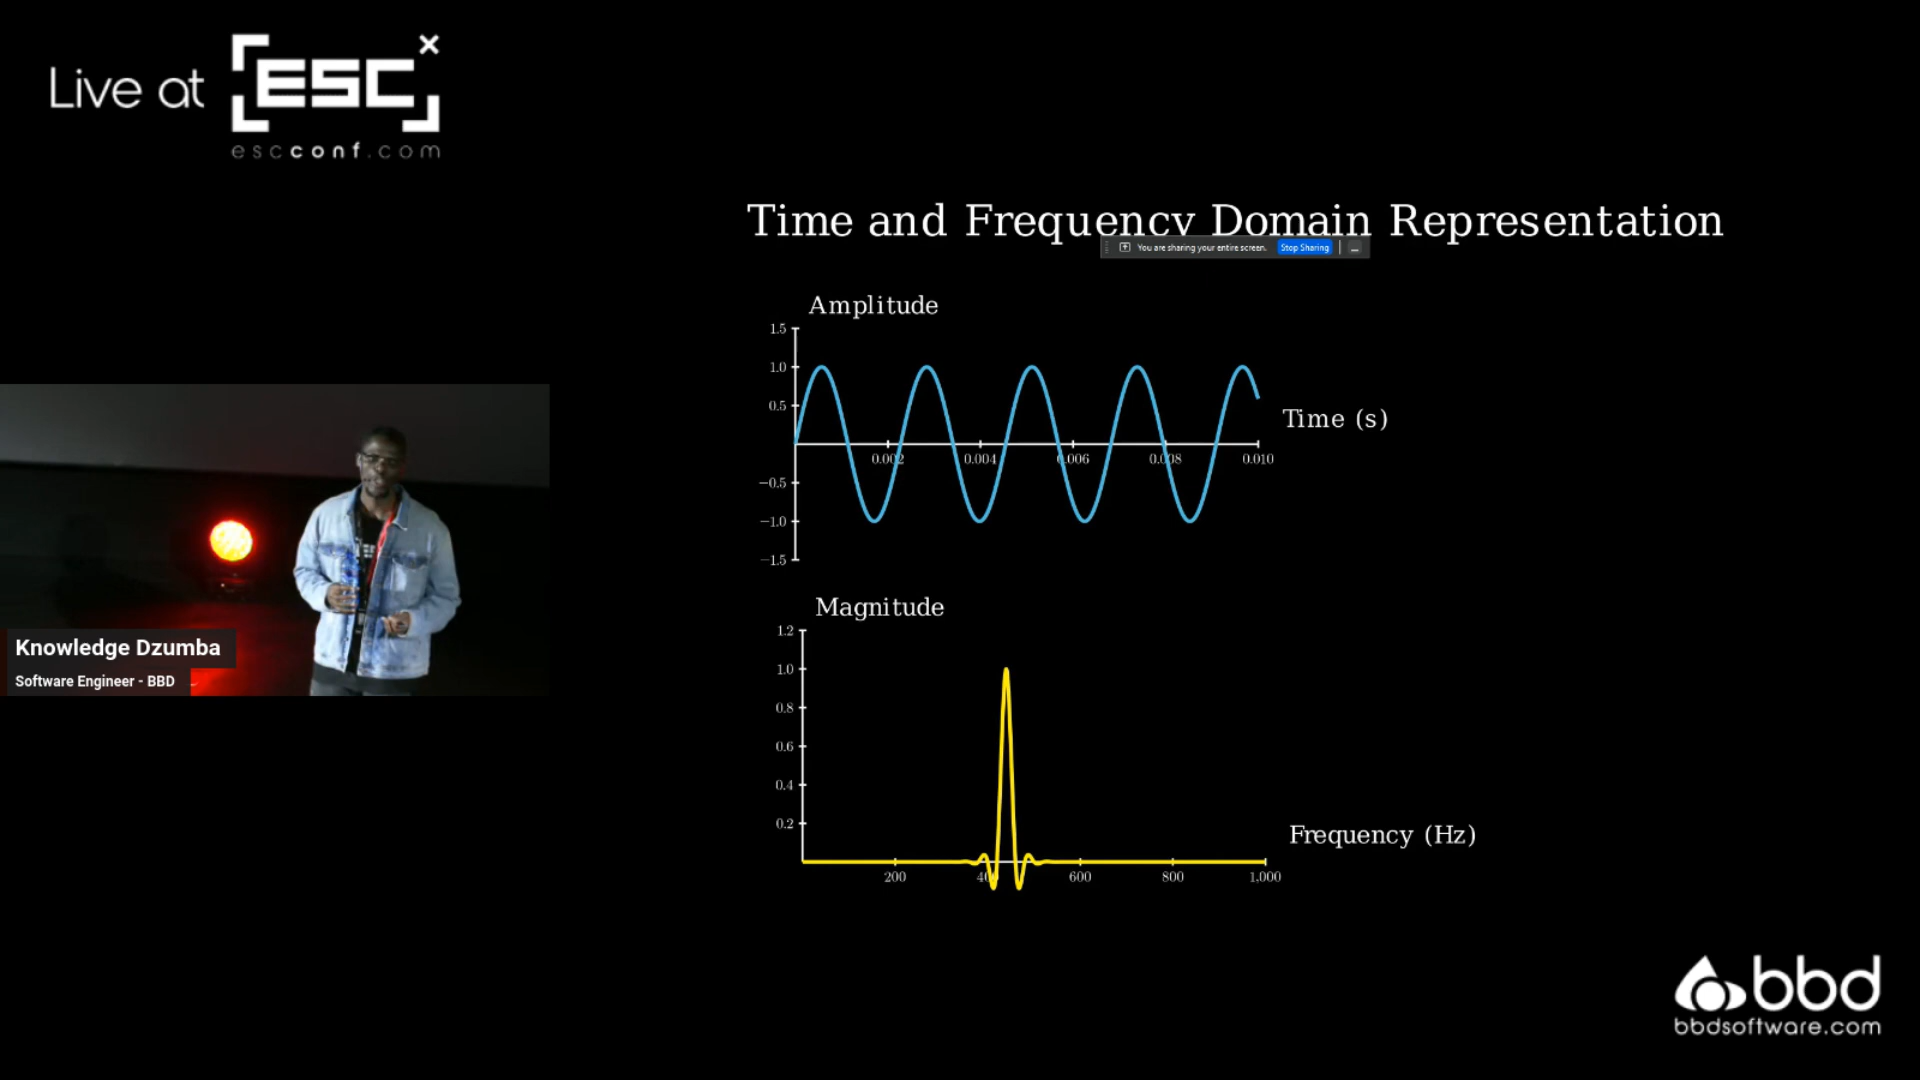 Live at [ESC]×
escconf.com
Time and Frequency Domain Representation
You are sharing your entire screen. Stop Sharing
Amplitude
1.5
1.0
0.5
−0.5
−1.0
−1.5
0.002 0.004 0.006 0.008 0.010
Time (s)
Knowledge Dzumba
Software Engineer - BBD
Magnitude
1.2
1.0
0.8
0.6
0.4
0.2
200 400 600 800 1,000
Frequency (Hz)
bbd
bbdsoftware.com